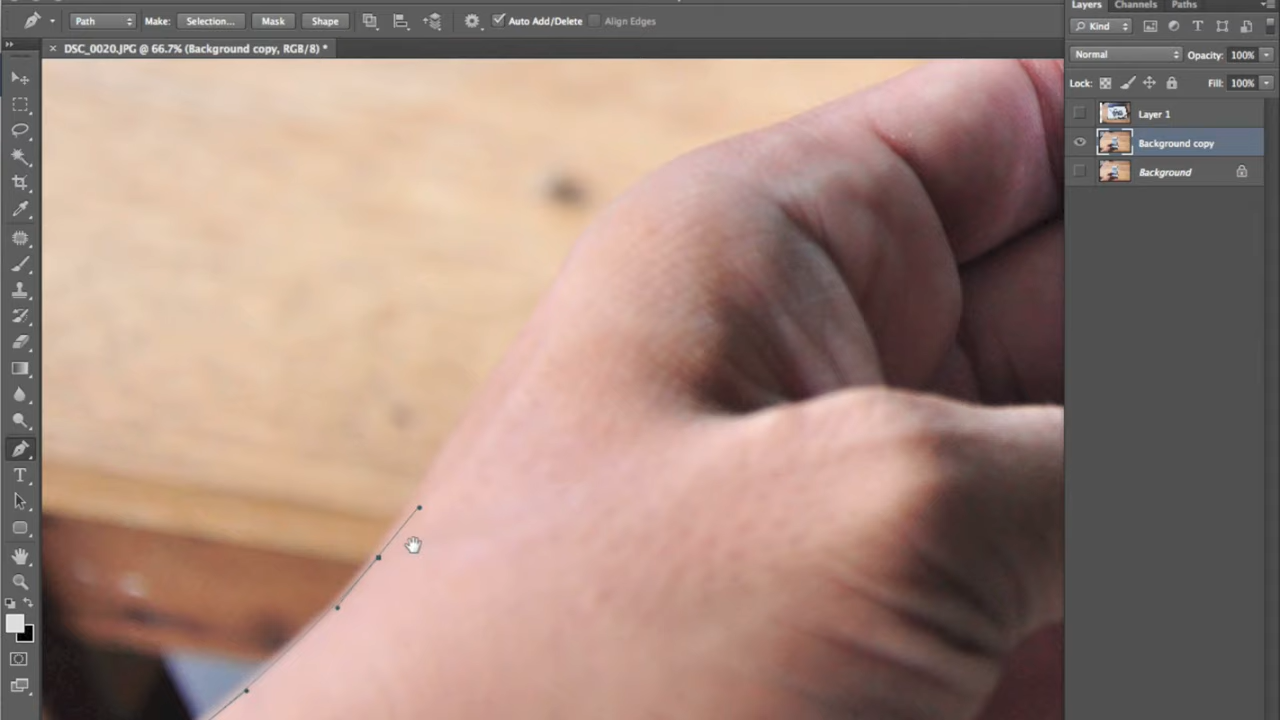 Path Make: Selection... Mask Shape Auto Add/Delete Align Edges
× DSC_0020.JPG @ 66.7% (Background copy, RGB/8) *
T
Layers Channels Paths
Kind T
Normal Opacity: 100%
Lock: Fill: 100%
Layer 1
Background copy
Background